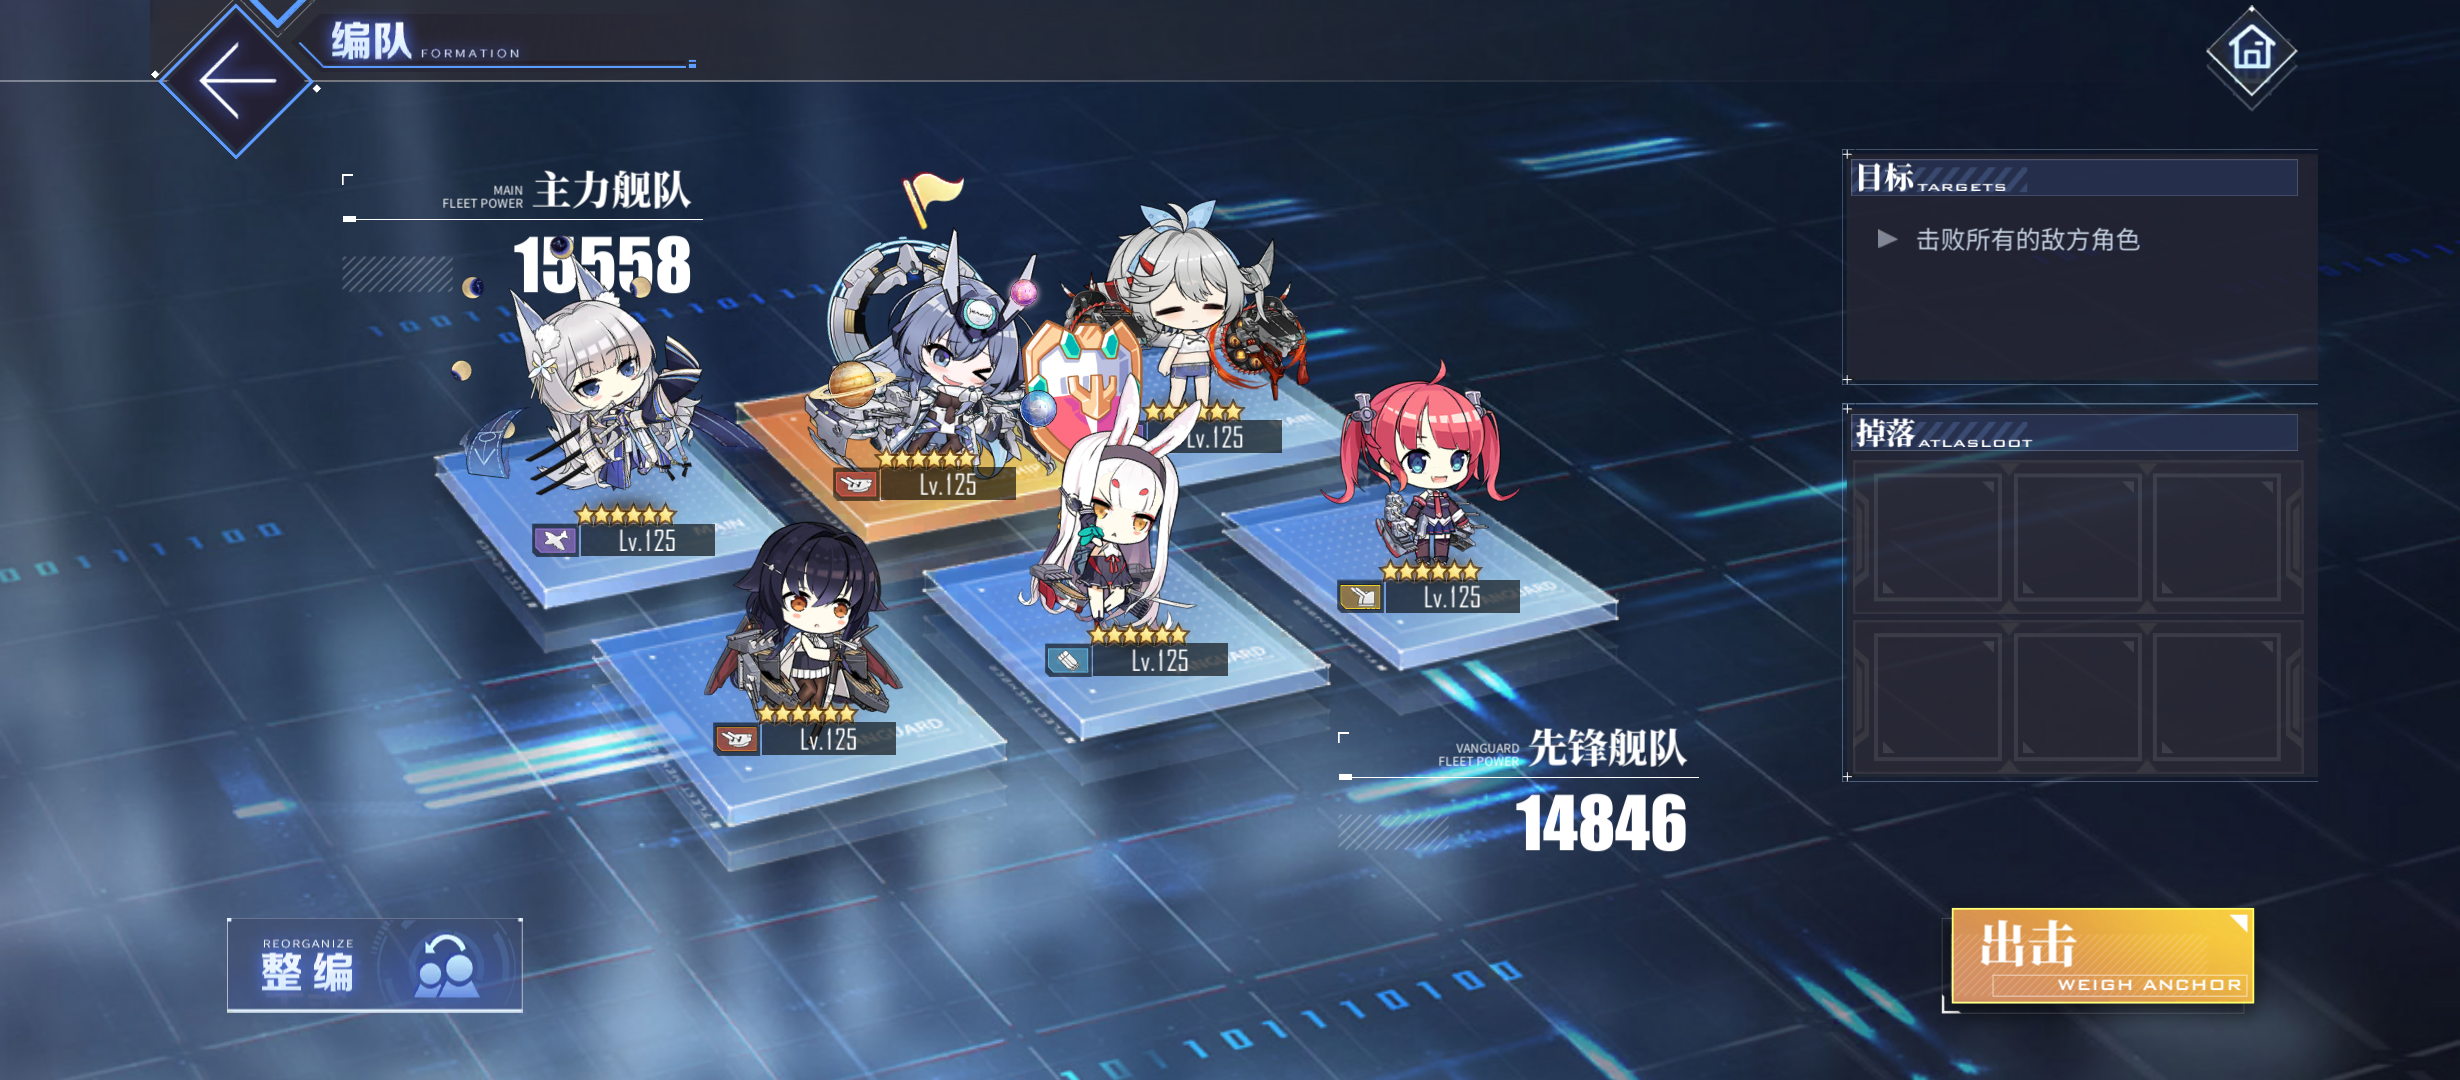 编队 FORMATION
MAIN FLEET POWER 主力舰队
15558
目标 TARGETS
击败所有的敌方角色
掉落 ATLASLOOT
Lv.125
Lv.125
Lv.125
Lv.125
Lv.125
Lv.125
VANGUARD FLEET POWER 先锋舰队
14846
REORGANIZE
整编
出击
WEIGH ANCHOR